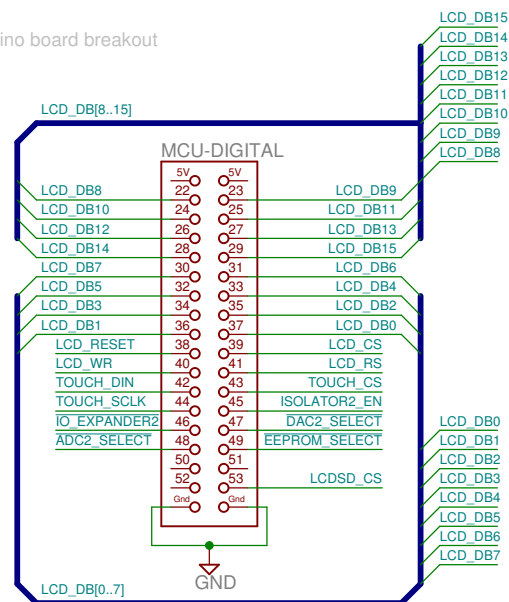 LCD_DB15
LCD_DB14
ino board breakout
LCD_DB13
LCD_DB12
LCD_DB11
LCD_DB[8..15]
LCD_DB10
LCD_DB9
MCU-DIGITAL
LCD_DB8
5V 5V
LCD_DB8 22 23 LCD_DB9
LCD_DB10 24 25 LCD_DB11
LCD_DB12 26 27 LCD_DB13
LCD_DB14 28 29 LCD_DB15
LCD_DB7 30 31 LCD_DB6
LCD_DB5 32 33 LCD_DB4
LCD_DB3 34 35 LCD_DB2
LCD_DB1 36 37 LCD_DB0
LCD_RESET 38 39 LCD_CS
LCD_WR 40 41 LCD_RS
TOUCH_DIN 42 43 TOUCH_CS
TOUCH_SCLK 44 45 ISOLATOR2_EN
IO_EXPANDER2 46 47 DAC2_SELECT
LCD_DB0
ADC2_SELECT 48 49 EEPROM_SELECT
LCD_DB1
50 51
LCD_DB2
52 53 LCDSD_CS
LCD_DB3
Gnd Gnd
LCD_DB4
LCD_DB5
LCD_DB6
LCD_DB7
GND
LCD_DB[0..7]